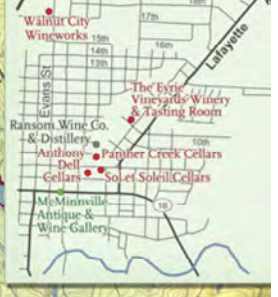 18th
17th
Walnut City
Wineworks
15th
16th
14th
13th
Lafayette
Evans St
The Eyrie
Vineyards Winery
& Tasting Room
Ransom Wine Co.
& Distillery
10th
Anthony
Dell
Cellars
Panther Creek Cellars
Sol et Soleil Cellars
McMinnville
Antique &
Wine Gallery
18